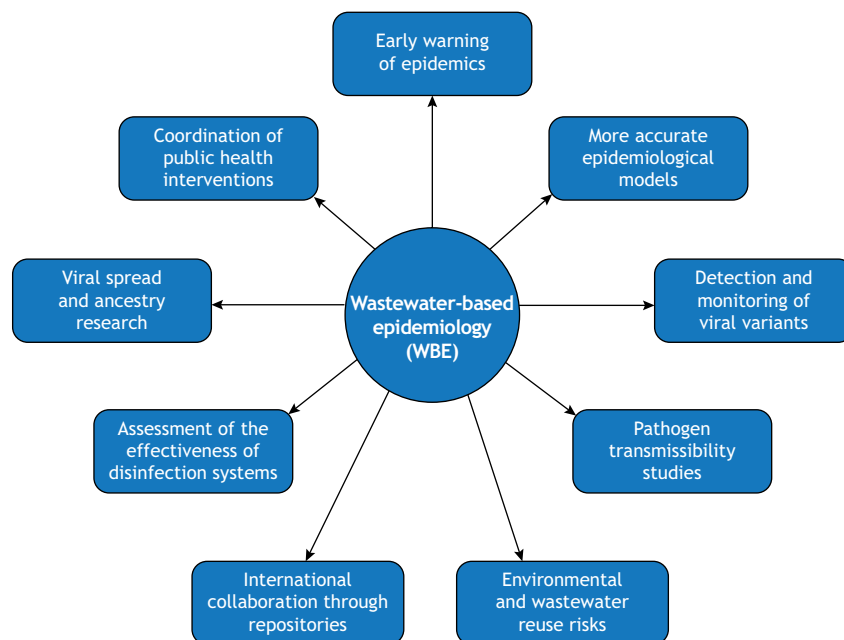 Early warning
of epidemics
Coordination of
public health
interventions
More accurate
epidemiological
models
Viral spread
and ancestry
research
Wastewater-based
epidemiology
(WBE)
Detection and
monitoring of
viral variants
Assessment of the
effectiveness of
disinfection systems
Pathogen
transmissibility
studies
International
collaboration through
repositories
Environmental
and wastewater
reuse risks